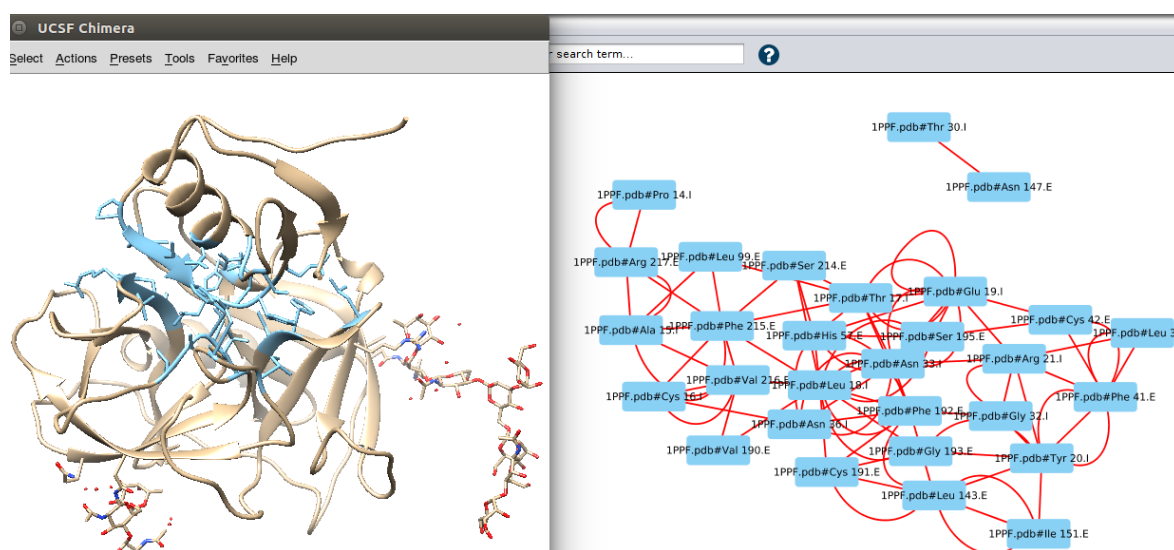 UCSF Chimera
Select Actions Presets Tools Favorites Help
search term...
?
1PPF.pdb#Thr 30.I
1PPF.pdb#Asn 147.E
1PPF.pdb#Pro 14.I
1PPF.pdb#Arg 217.E
1PPF.pdb#Leu 99.E
1PPF.pdb#Ser 214.E
1PPF.pdb#Thr 17.I
1PPF.pdb#Glu 19.I
1PPF.pdb#Ala 15.I
1PPF.pdb#Phe 215.E
1PPF.pdb#His 57.E
1PPF.pdb#Ser 195.E
1PPF.pdb#Cys 42.E
1PPF.pdb#Leu 3
1PPF.pdb#Asn 33.I
1PPF.pdb#Arg 21.I
1PPF.pdb#Val 216.E
1PPF.pdb#Leu 18.I
1PPF.pdb#Cys 16.I
1PPF.pdb#Phe 192.E
1PPF.pdb#Gly 32.I
1PPF.pdb#Phe 41.E
1PPF.pdb#Asn 36.I
1PPF.pdb#Val 190.E
1PPF.pdb#Gly 193.E
1PPF.pdb#Tyr 20.I
1PPF.pdb#Cys 191.E
1PPF.pdb#Leu 143.E
1PPF.pdb#Ile 151.E